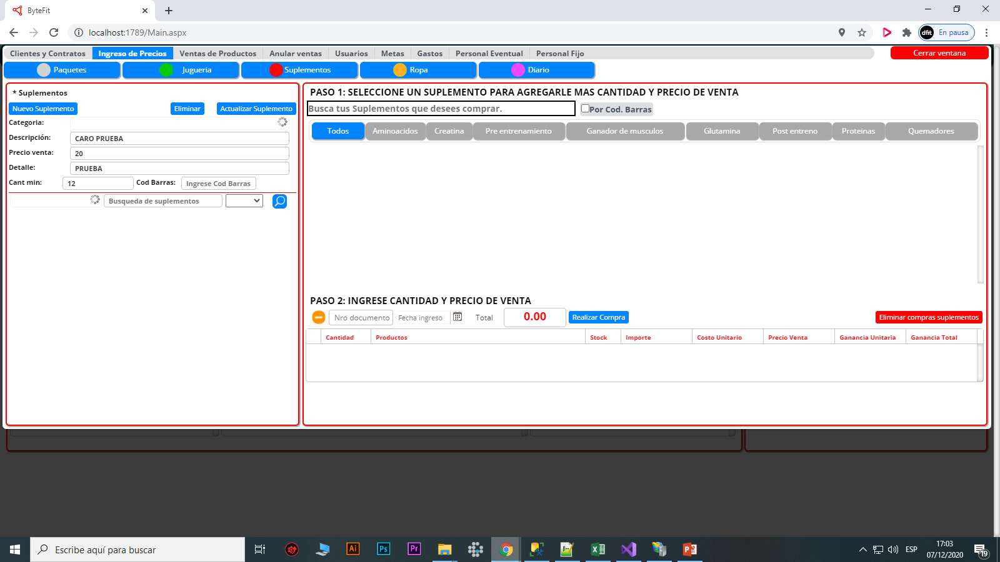 ByteFit
localhost:1789/Main.aspx
dfit En pausa
Clientes y Contratos Ingreso de Precios Ventas de Productos Anular ventas Usuarios Metas Gastos Personal Eventual Personal Fijo Cerrar ventana
Paquetes Jugueria Suplementos Ropa Diario
* Suplementos
Nuevo Suplemento Eliminar Actualizar Suplemento
Categoria:
Descripción: CARO PRUEBA
Precio venta: 20
Detalle: PRUEBA
Cant min: 12 Cod Barras: Ingrese Cod Barras
Busqueda de suplementos
PASO 1: SELECCIONE UN SUPLEMENTO PARA AGREGARLE MAS CANTIDAD Y PRECIO DE VENTA
Busca tus Suplementos que desees comprar. Por Cod. Barras
Todos Aminoacidos Creatina Pre entrenamiento Ganador de musculos Glutamina Post entreno Proteinas Quemadores
PASO 2: INGRESE CANTIDAD Y PRECIO DE VENTA
Nro documento Fecha ingreso Total 0.00 Realizar Compra Eliminar compras suplementos
Cantidad Productos Stock Importe Costo Unitario Precio Venta Ganancia Unitaria Ganancia Total
Escribe aquí para buscar
Ai Ps Pr
ESP
17:03
07/12/2020
19